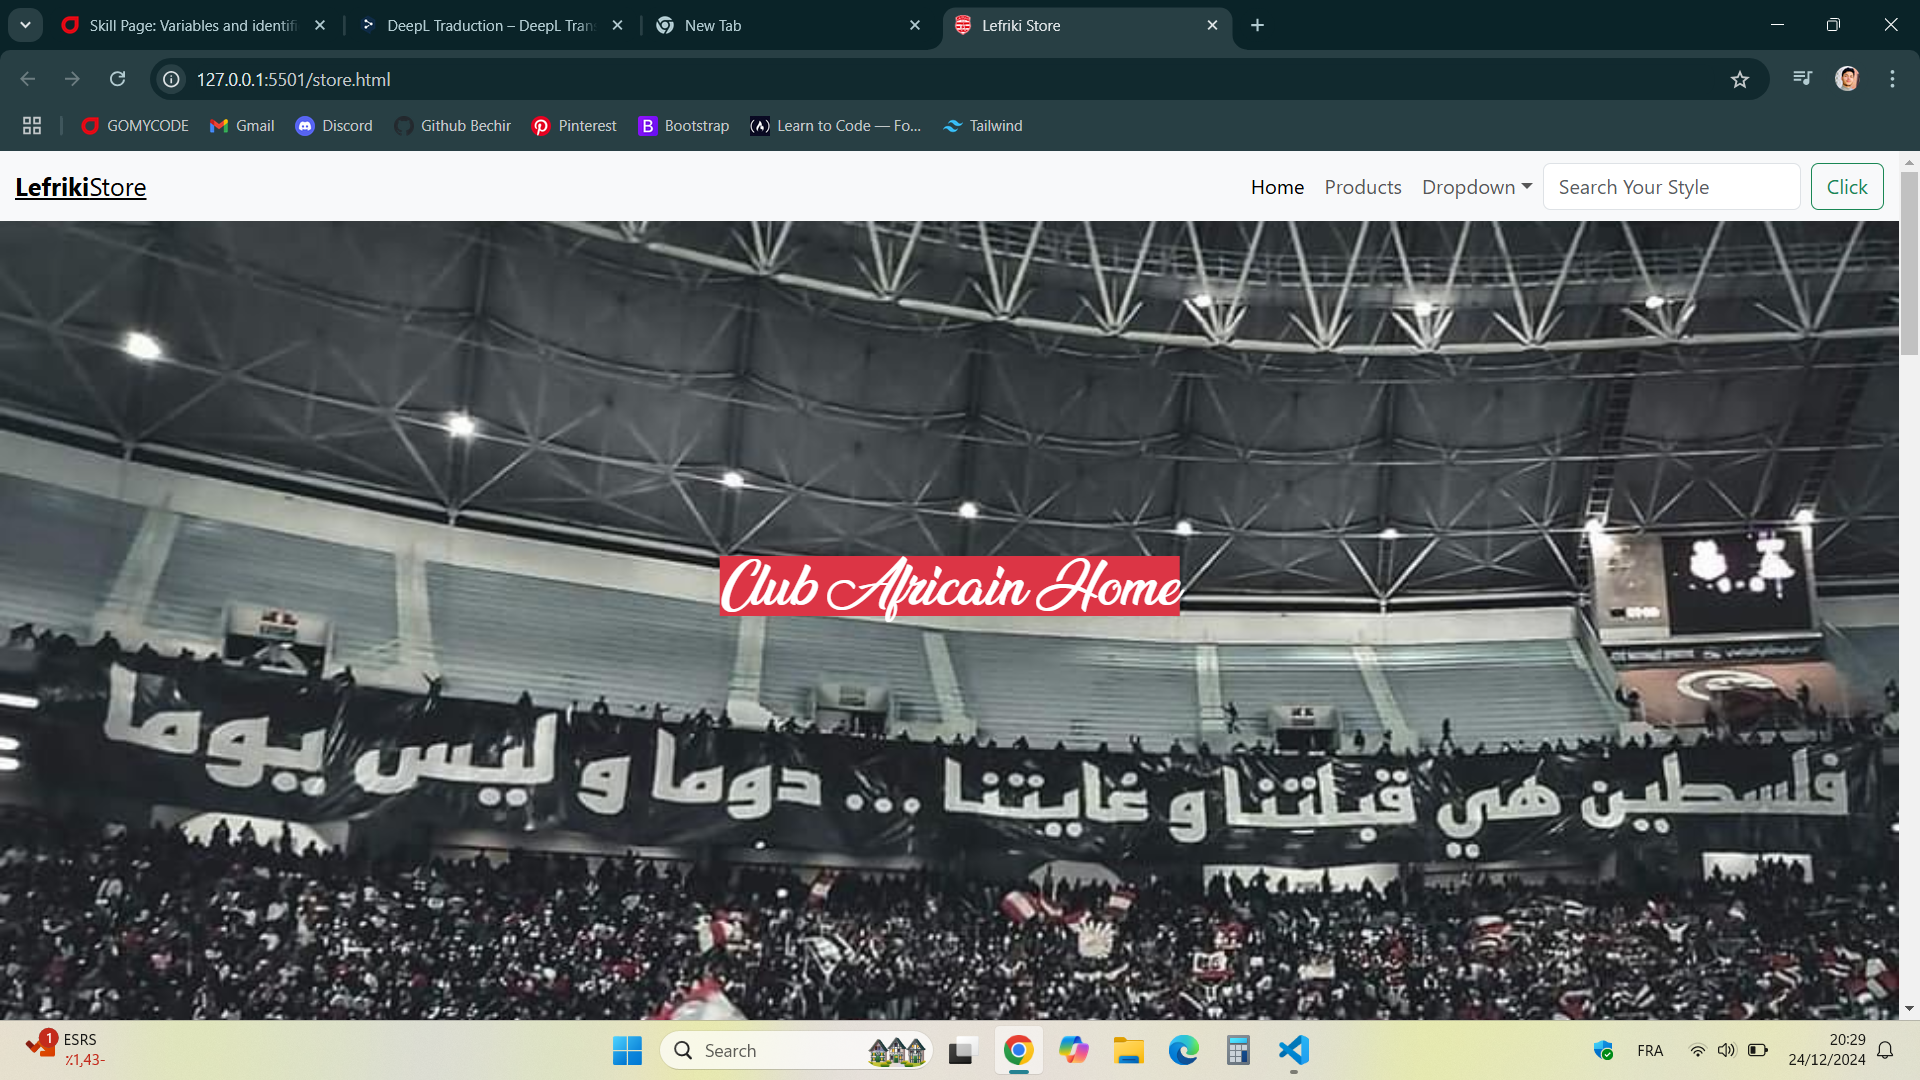 Skill Page: Variables and identifi
DeepL Traduction – DeepL Tran
New Tab
Lefriki Store
127.0.0.1:5501/store.html
GOMYCODE
Gmail
Discord
Github Bechir
Pinterest
Bootstrap
Learn to Code — Fo...
Tailwind
LefrikiStore
Home
Products
Dropdown
Search Your Style
Click
Club Africain Home
فلسطين هي قبلتنا و غايتنا ... دوما و ليس يوما
1
ESRS
٪1,43-
Search
FRA
20:29
24/12/2024